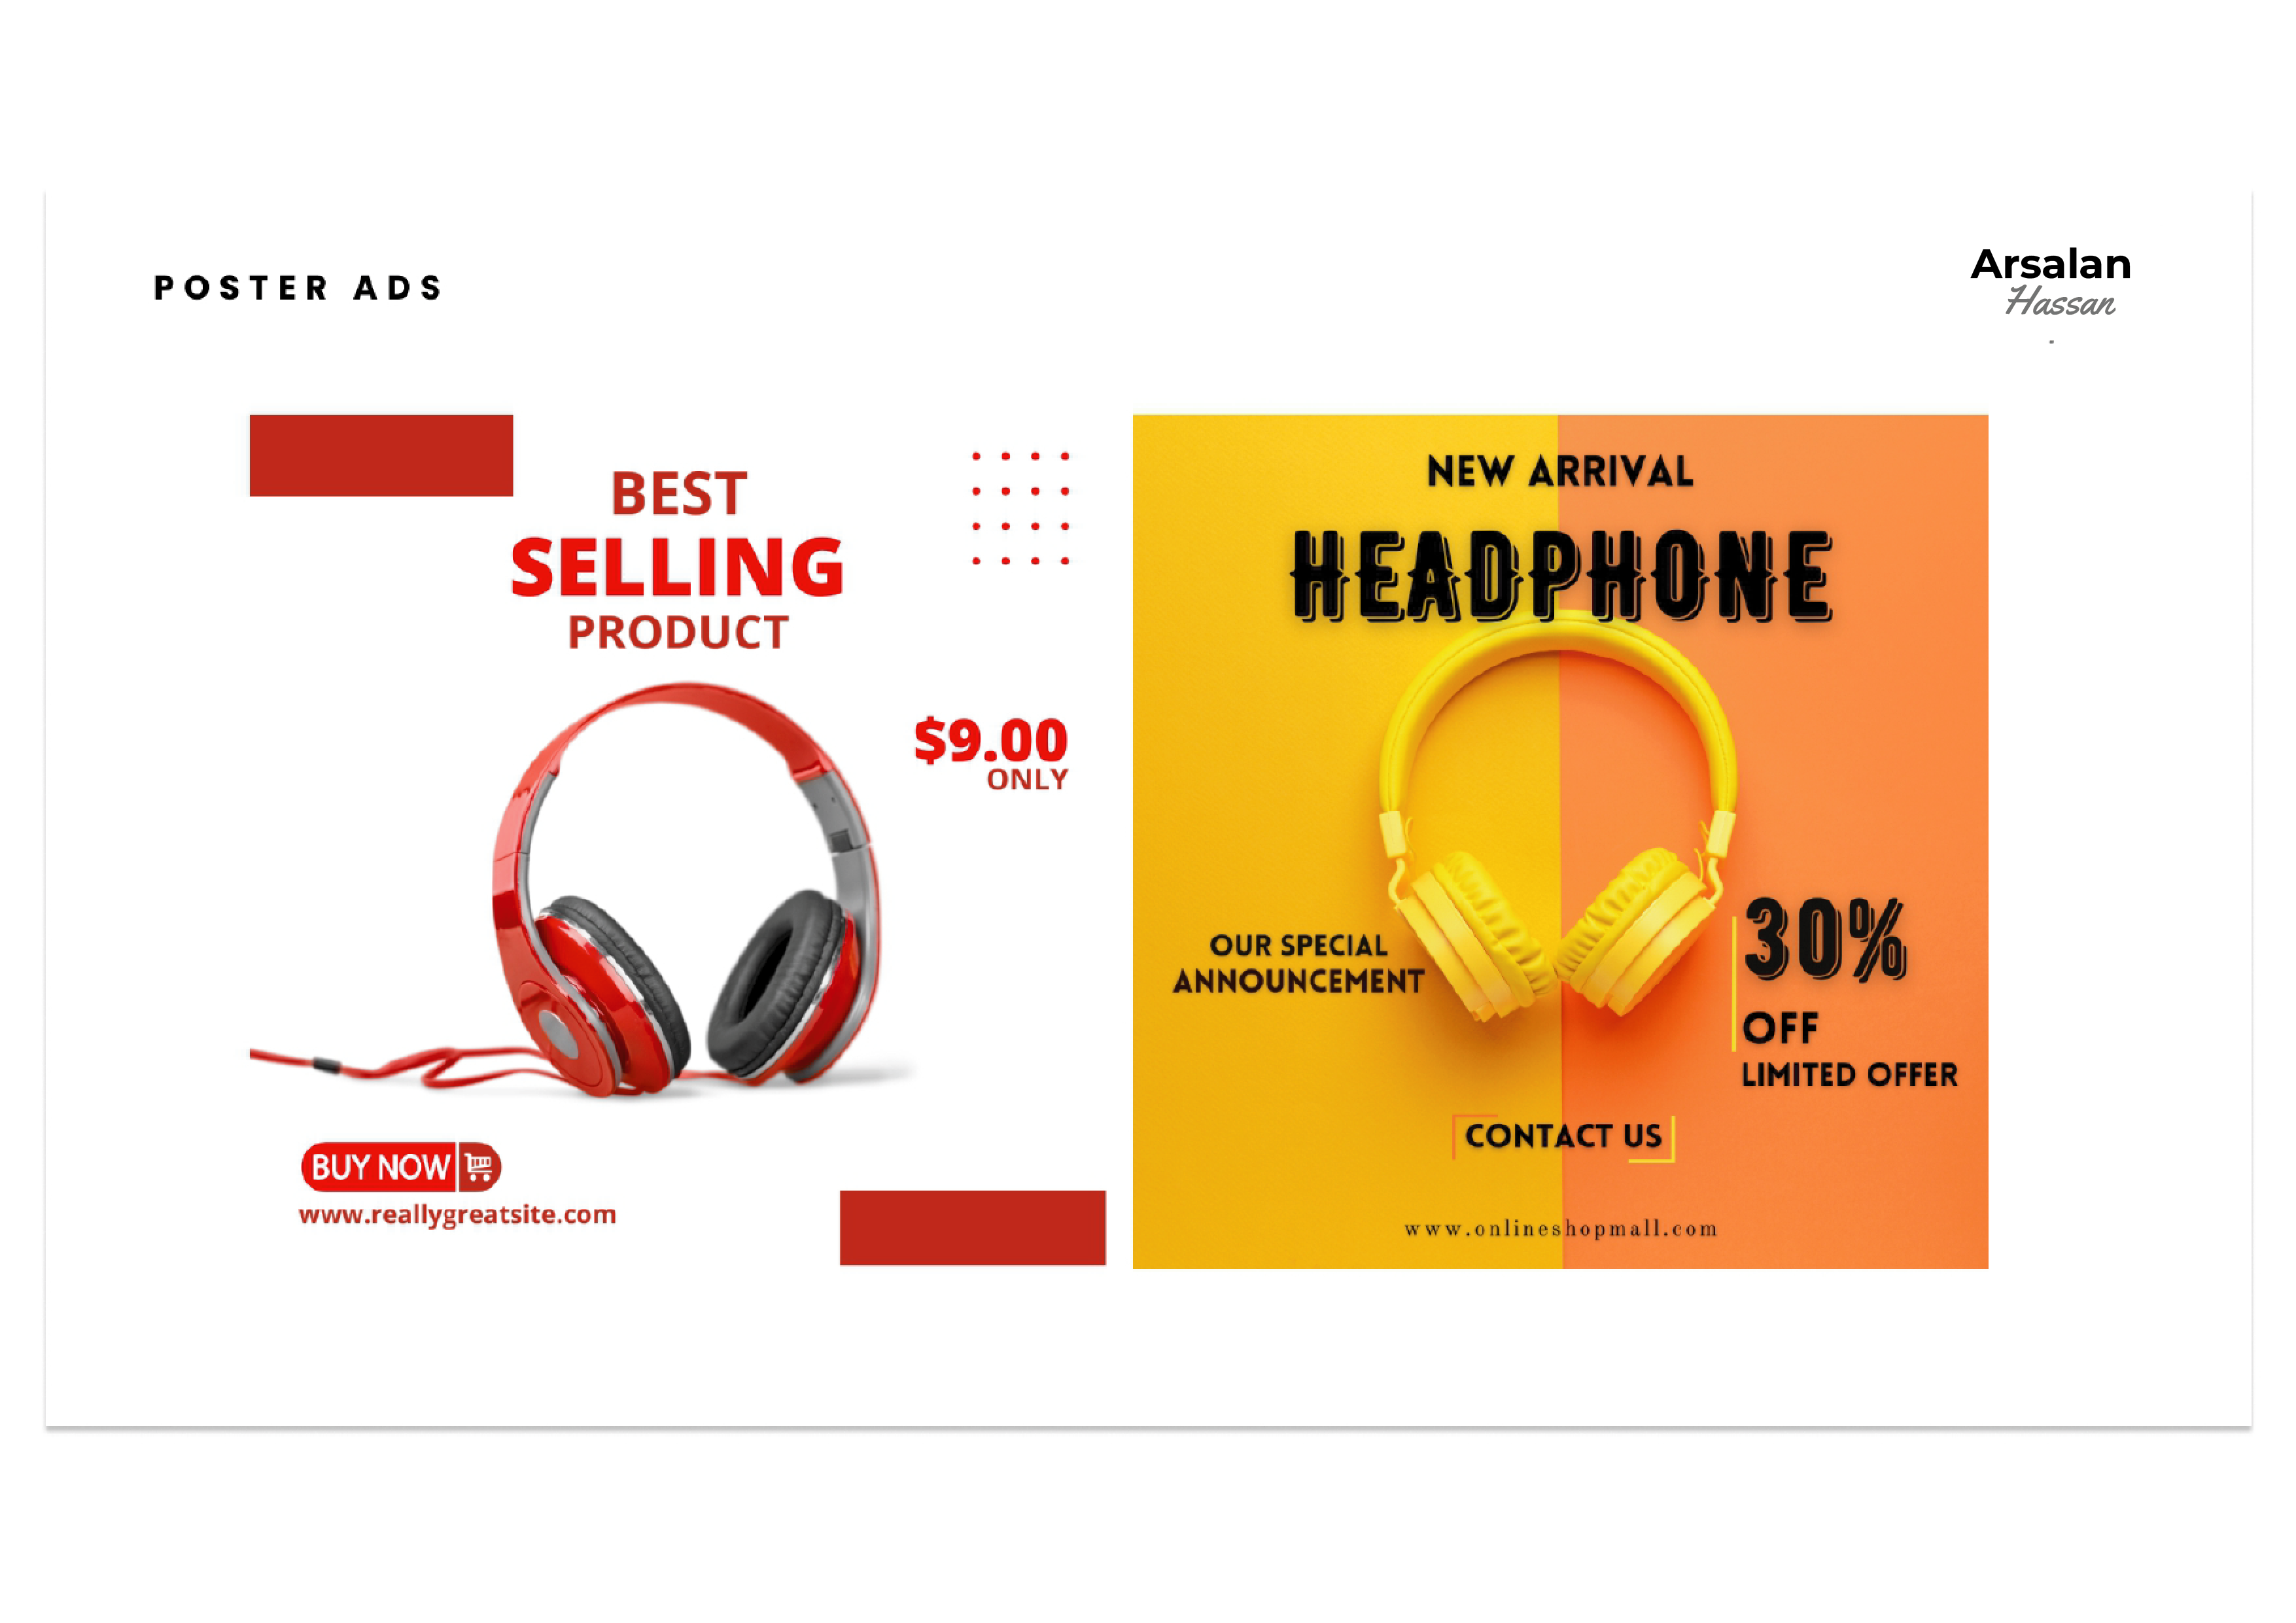 POSTER ADS
Arsalan
Hassan
.
BEST
SELLING
PRODUCT
$9.00
ONLY
BUY NOW
www.reallygreatsite.com
NEW ARRIVAL
HEADPHONE
OUR SPECIAL
ANNOUNCEMENT
30%
OFF
LIMITED OFFER
CONTACT US
www.onlineshopmall.com